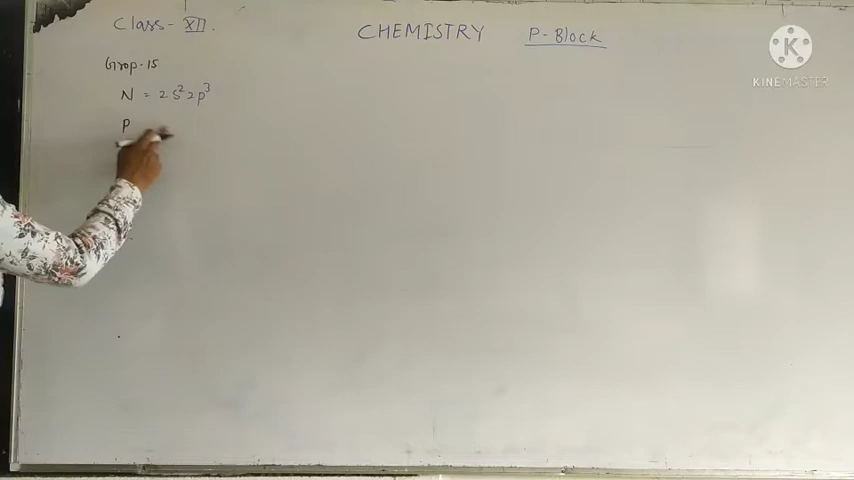 Class - XII.
CHEMISTRY P-Block
Grop-15
N = 2s²2p³
P
K
KINEMASTER